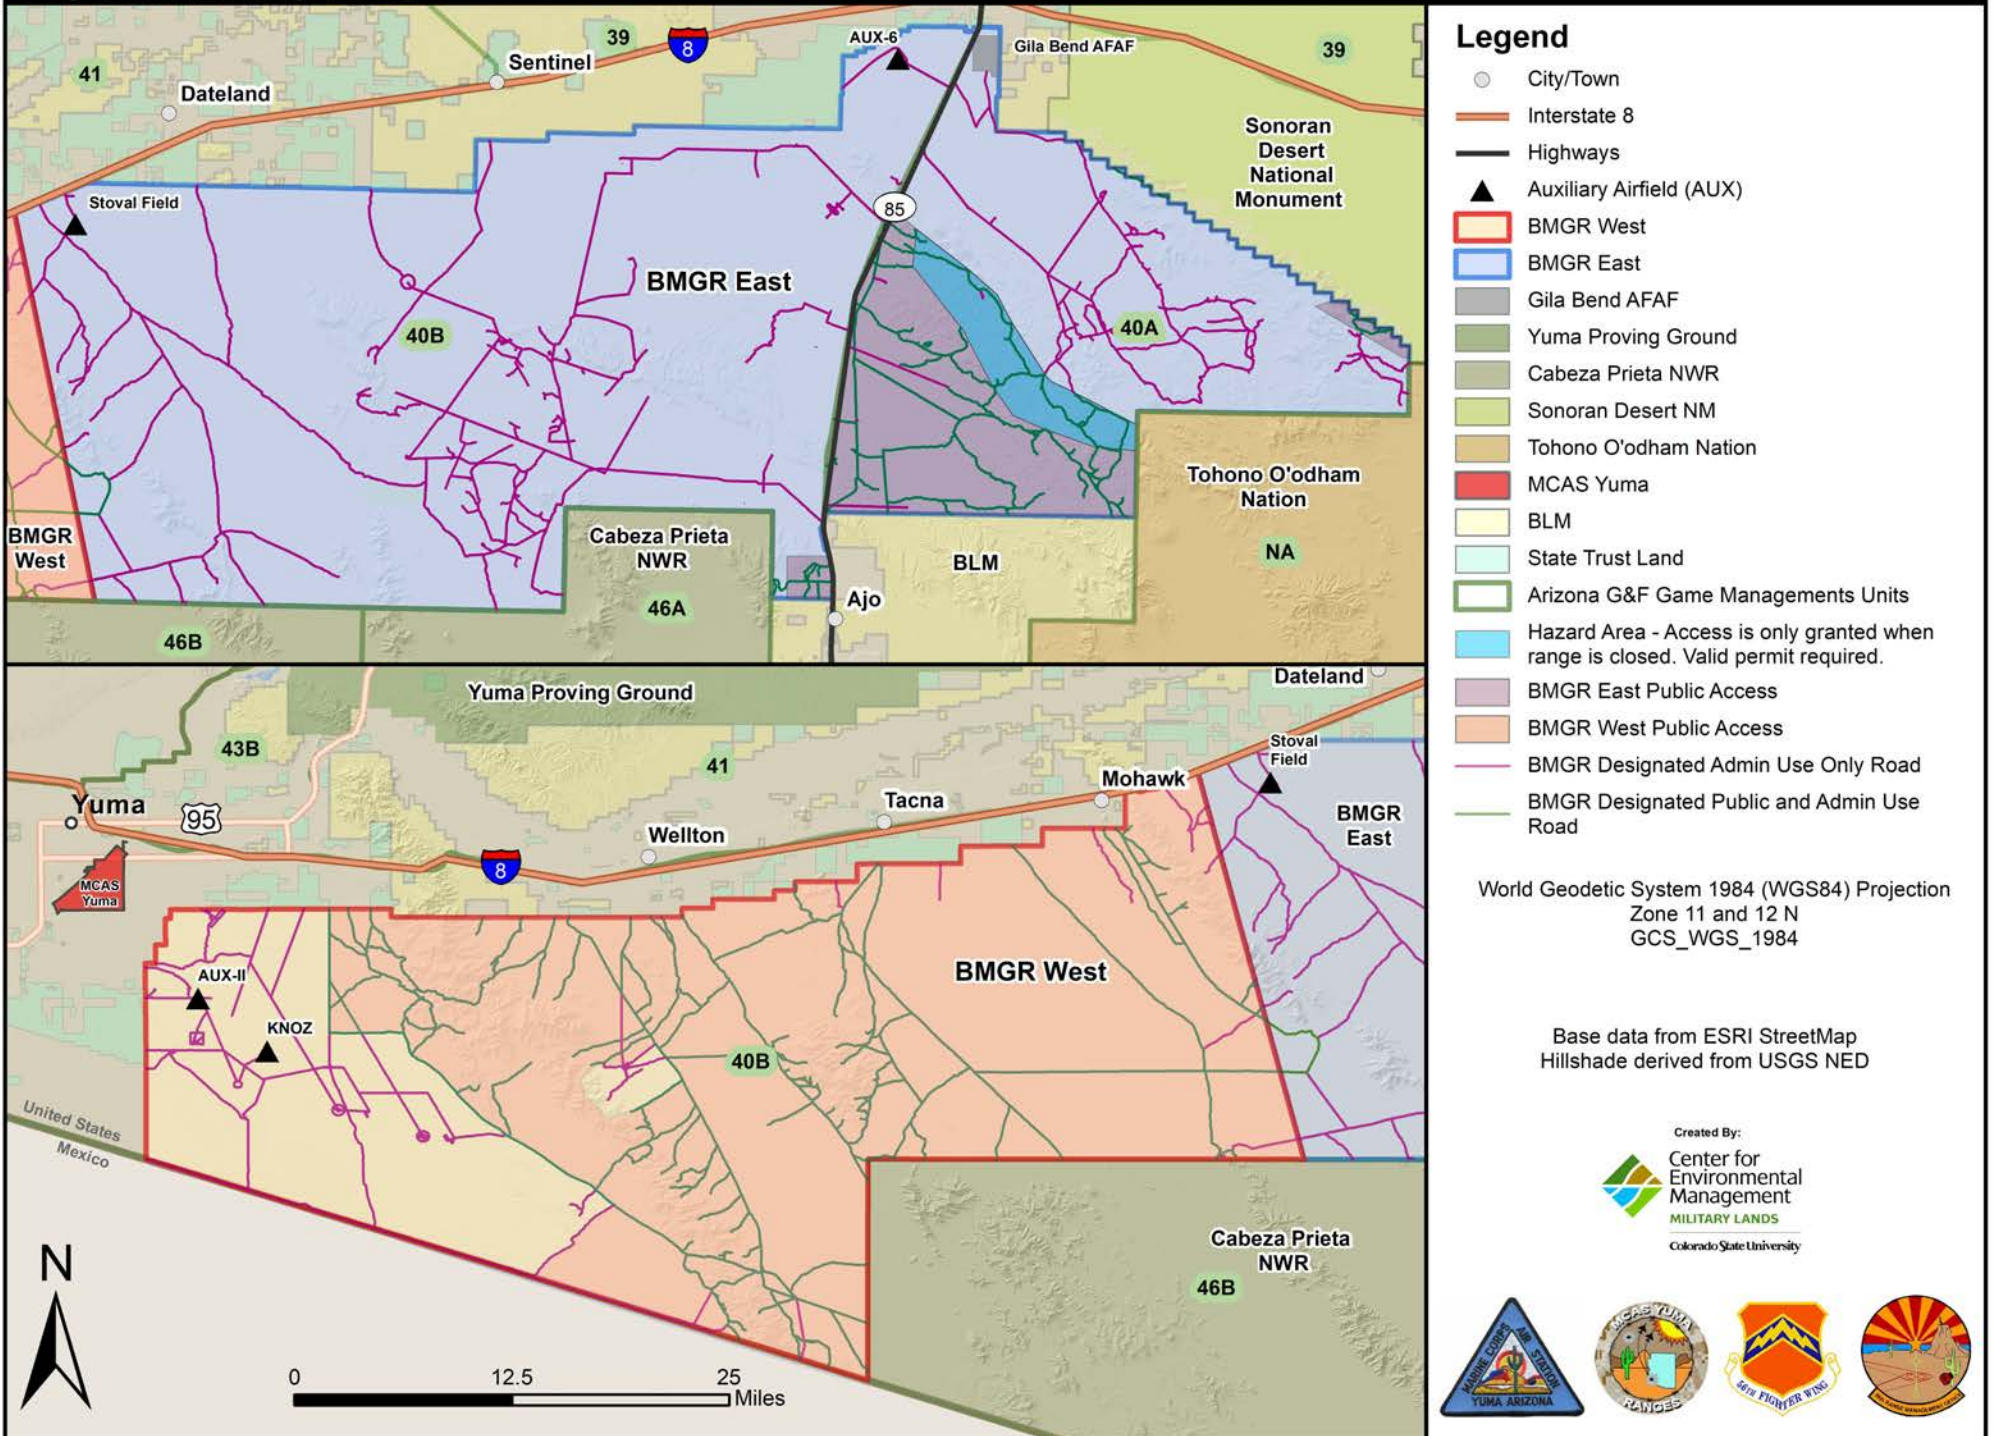 39
8
AUX-6
Gila Bend AFAF
39
41
Sentinel
Dateland
Sonoran
Desert
National
Monument
Stoval Field
85
BMGR East
40B
40A
Tohono O'odham
Nation
BMGR
West
Cabeza Prieta
NWR
BLM
NA
46A
Ajo
46B
Yuma Proving Ground
Dateland
43B
41
Stoval
Field
Mohawk
Yuma
95
Tacna
Wellton
BMGR
East
8
MCAS
Yuma
AUX-II
BMGR West
KNOZ
40B
United States
Mexico
Cabeza Prieta
NWR
46B
N
0 12.5 25
Miles
Legend
City/Town
Interstate 8
Highways
Auxiliary Airfield (AUX)
BMGR West
BMGR East
Gila Bend AFAF
Yuma Proving Ground
Cabeza Prieta NWR
Sonoran Desert NM
Tohono O'odham Nation
MCAS Yuma
BLM
State Trust Land
Arizona G&F Game Managements Units
Hazard Area - Access is only granted when
range is closed. Valid permit required.
BMGR East Public Access
BMGR West Public Access
BMGR Designated Admin Use Only Road
BMGR Designated Public and Admin Use
Road
World Geodetic System 1984 (WGS84) Projection
Zone 11 and 12 N
GCS_WGS_1984
Base data from ESRI StreetMap
Hillshade derived from USGS NED
Created By:
Center for
Environmental
Management
MILITARY LANDS
Colorado State University
MARINE CORPS AIR STATION
YUMA ARIZONA
MCAS YUMA
RANGES
56TH FIGHTER WING